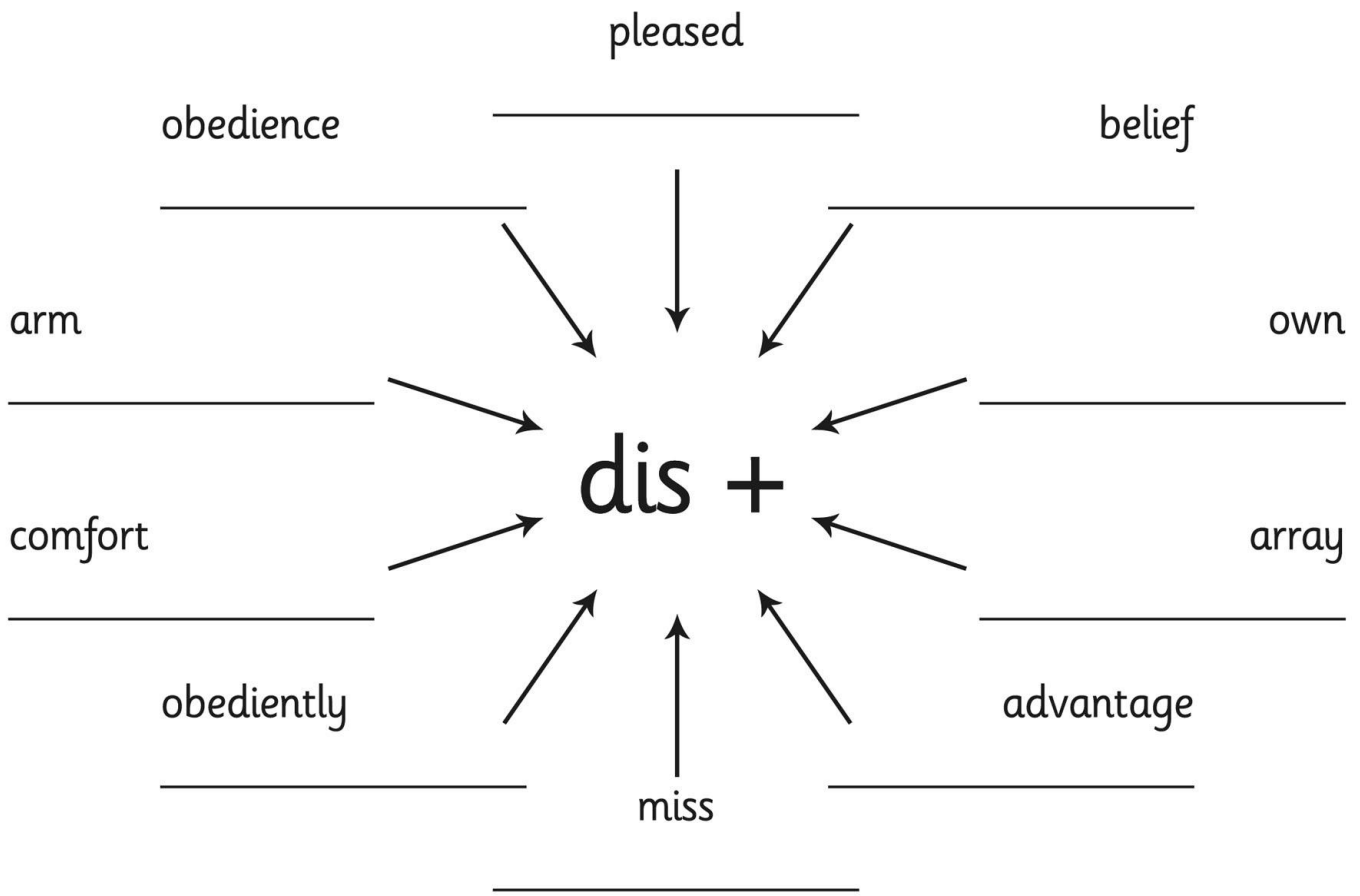 pleased
obedience
belief
arm
own
dis +
comfort
array
obediently
advantage
miss